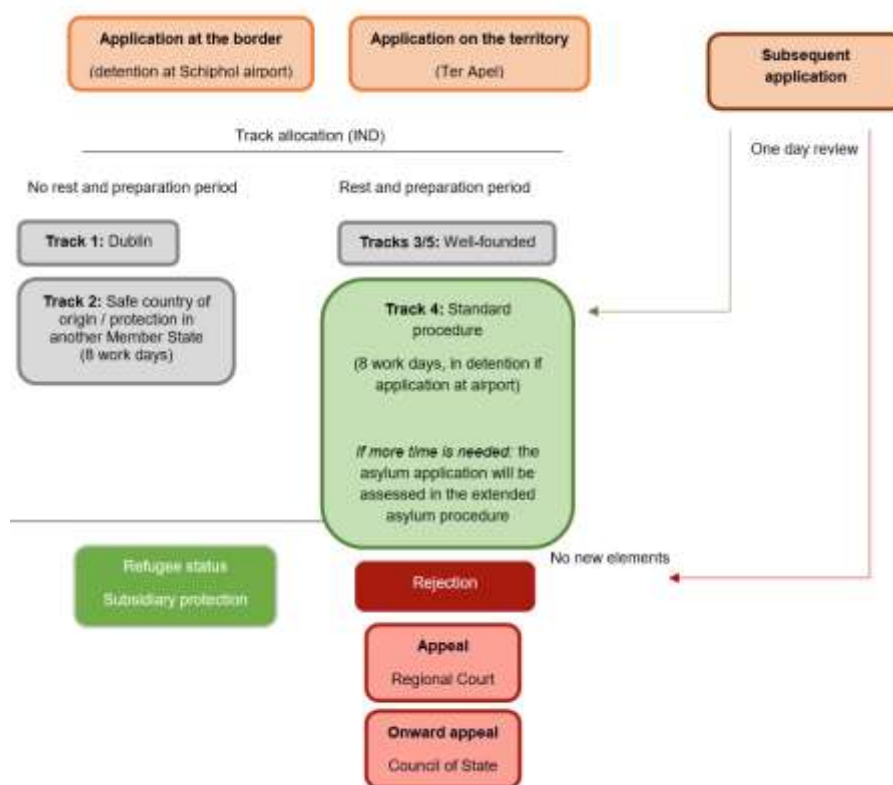 Application at the border
(detention at Schiphol airport)
Application on the territory
(Ter Apel)
Subsequent
application
Track allocation (IND)
One day review
No rest and preparation period
Rest and preparation period
Track 1: Dublin
Tracks 3/5: Well-founded
Track 2: Safe country of
origin / protection in
another Member State
(8 work days)
Track 4: Standard
procedure
(8 work days, in detention if
application at airport)
If more time is needed: the
asylum application will be
assessed in the extended
asylum procedure
No new elements
Refugee status
Subsidiary protection
Rejection
Appeal
Regional Court
Onward appeal
Council of State